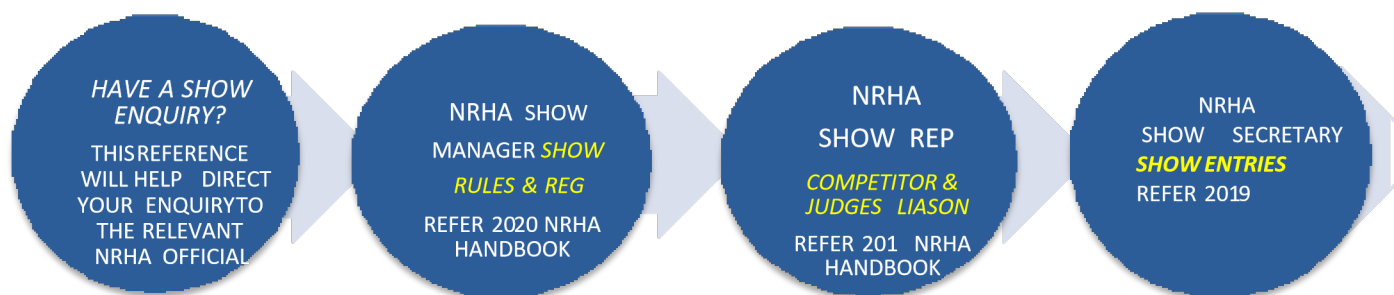 HAVE A SHOW
ENQUIRY?
THIS REFERENCE
WILL HELP DIRECT
YOUR ENQUIRYTO
THE RELEVANT
NRHA OFFICIAL
NRHA SHOW
MANAGER SHOW
RULES & REG
REFER 2020 NRHA
HANDBOOK
NRHA
SHOW REP
COMPETITOR &
JUDGES LIASON
REFER 201 NRHA
HANDBOOK
NRHA
SHOW SECRETARY
SHOW ENTRIES
REFER 2019